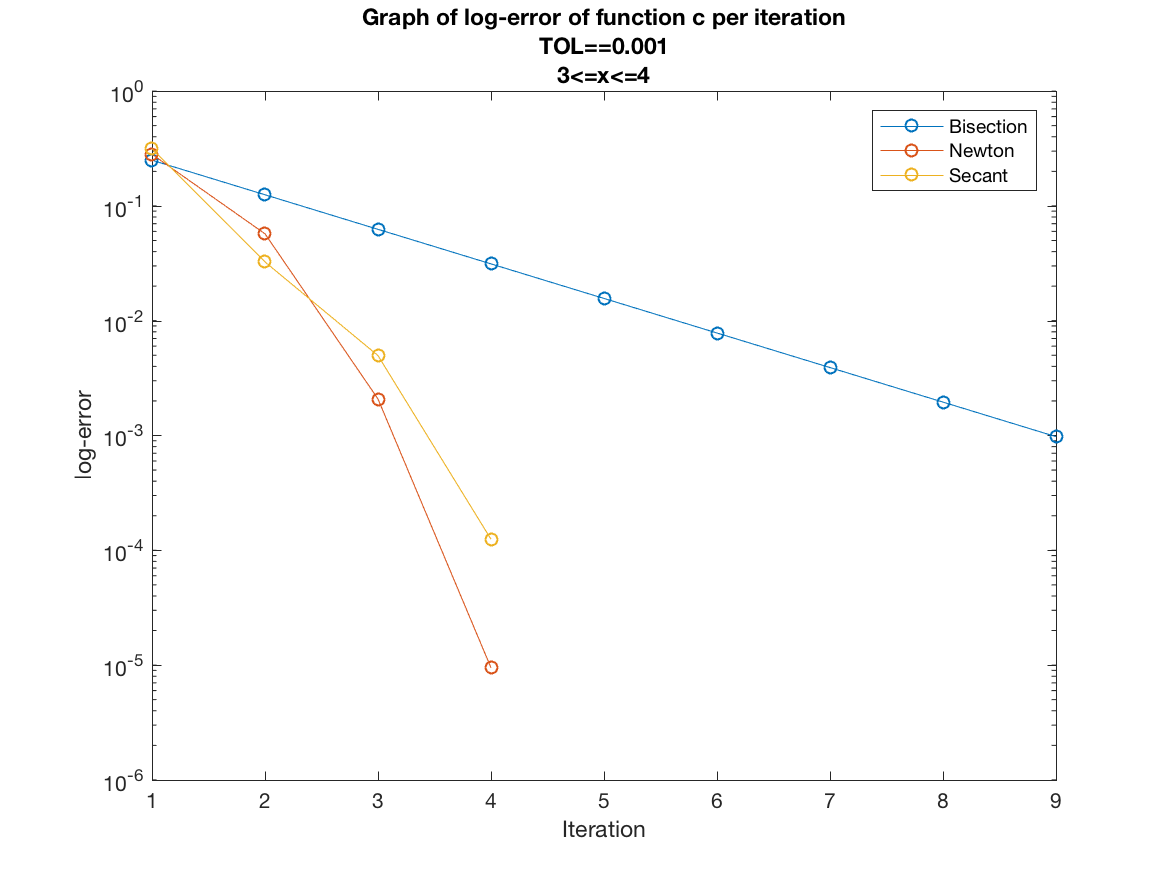 Graph of log-error of function c per iteration
TOL==0.001
3<=x<=4
Bisection
Newton
Secant
log-error
10^0
10^-1
10^-2
10^-3
10^-4
10^-5
10^-6
1 2 3 4 5 6 7 8 9
Iteration